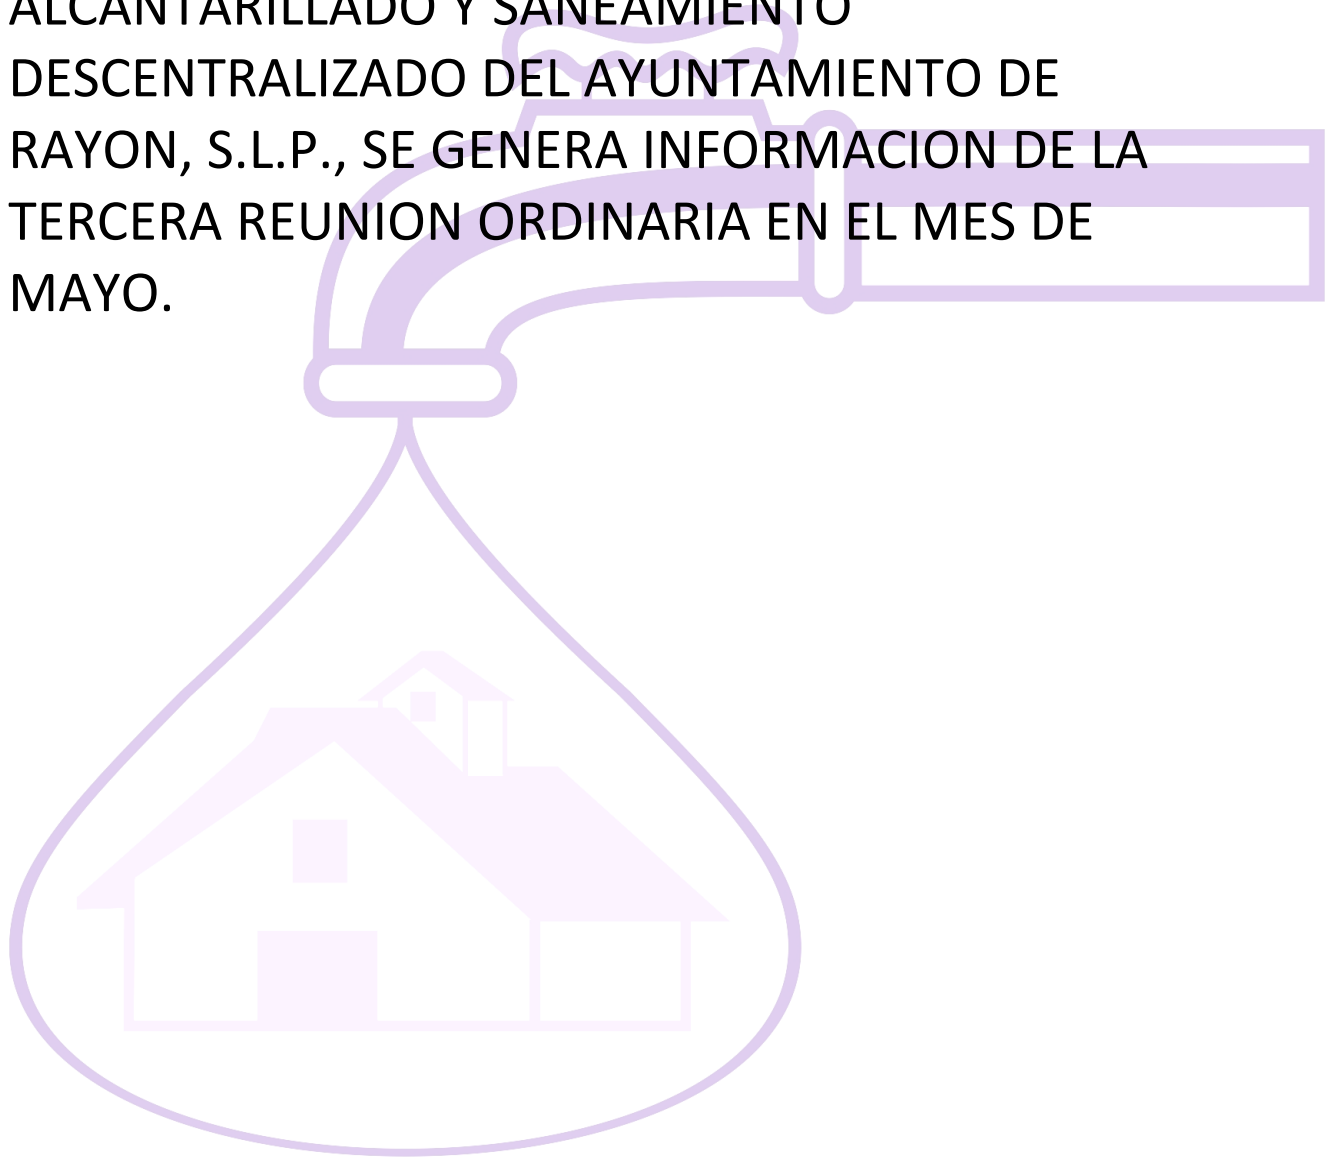 ALCANTARILLADO Y SANEAMIENTO
DESCENTRALIZADO DEL AYUNTAMIENTO DE
RAYON, S.L.P., SE GENERA INFORMACION DE LA
TERCERA REUNION ORDINARIA EN EL MES DE
MAYO.